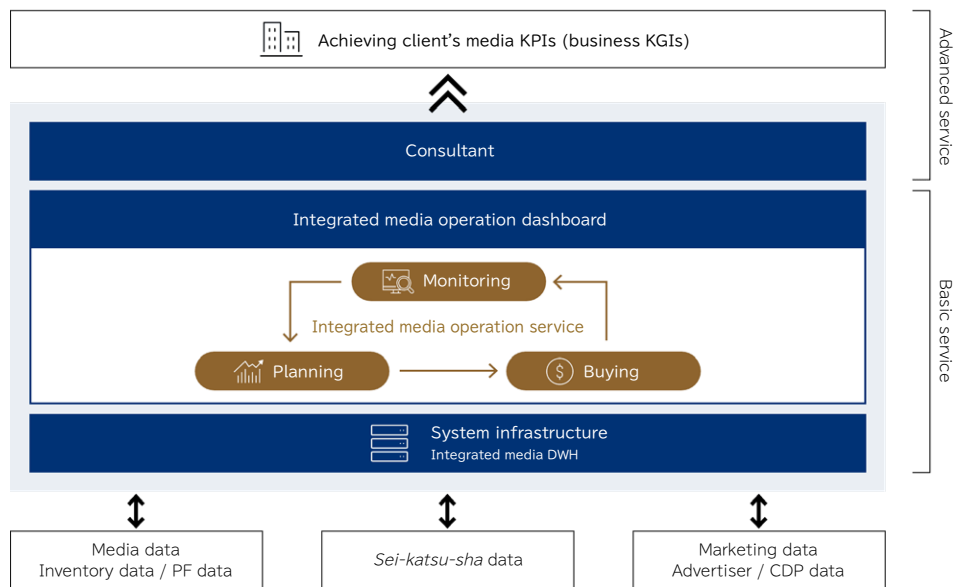 Achieving client’s media KPIs (business KGIs)
Advanced service
Consultant
Integrated media operation dashboard
Monitoring
Integrated media operation service
Planning
Buying
Basic service
System infrastructure
Integrated media DWH
Media data
Inventory data / PF data
Sei-katsu-sha data
Marketing data
Advertiser / CDP data